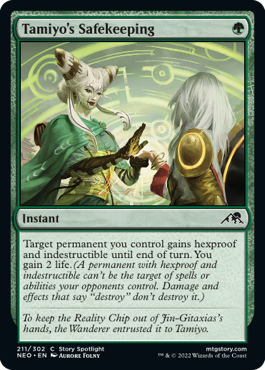 Tamiyo's Safekeeping
Instant
Target permanent you control gains hexproof
and indestructible until end of turn. You
gain 2 life. (A permanent with hexproof and
indestructible can't be the target of spells or
abilities your opponents control. Damage and
effects that say "destroy" don't destroy it.)
To keep the Reality Chip out of Jin-Gitaxias's
hands, the Wanderer entrusted it to Tamiyo.
211/302 C Story Spotlight
mtgstory.com
NEO • EN AURORE FOLNY
™ & © 2022 Wizards of the Coast